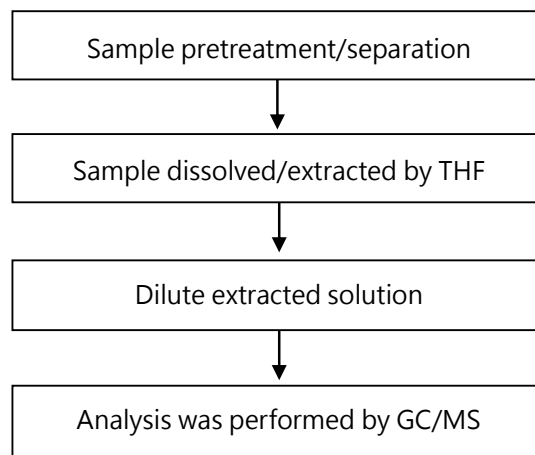 Sample pretreatment/separation
Sample dissolved/extracted by THF
Dilute extracted solution
Analysis was performed by GC/MS